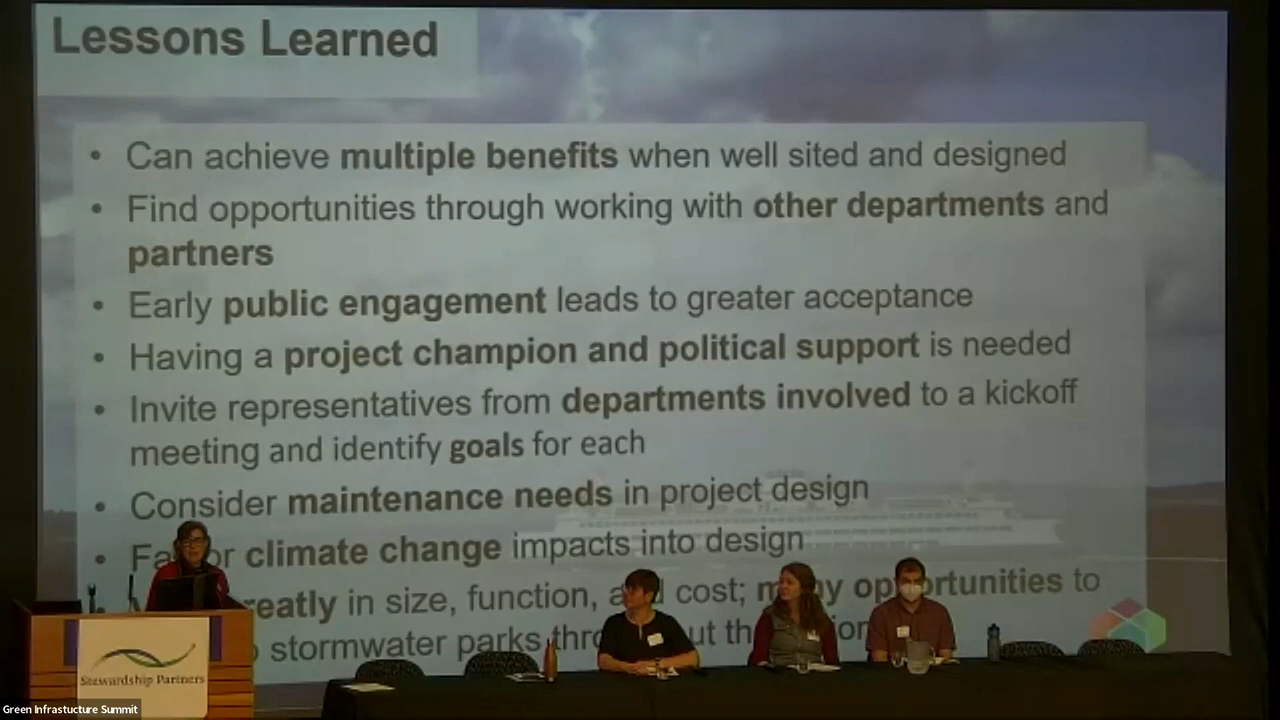 Lessons Learned
• Can achieve multiple benefits when well sited and designed
• Find opportunities through working with other departments and
partners
• Early public engagement leads to greater acceptance
• Having a project champion and political support is needed
• Invite representatives from departments involved to a kickoff
meeting and identify goals for each
• Consider maintenance needs in project design
• climate change impacts into design
in size, function, cost; opportunities to
stormwater parks
Stewardship Partners
Green Infrastucture Summit